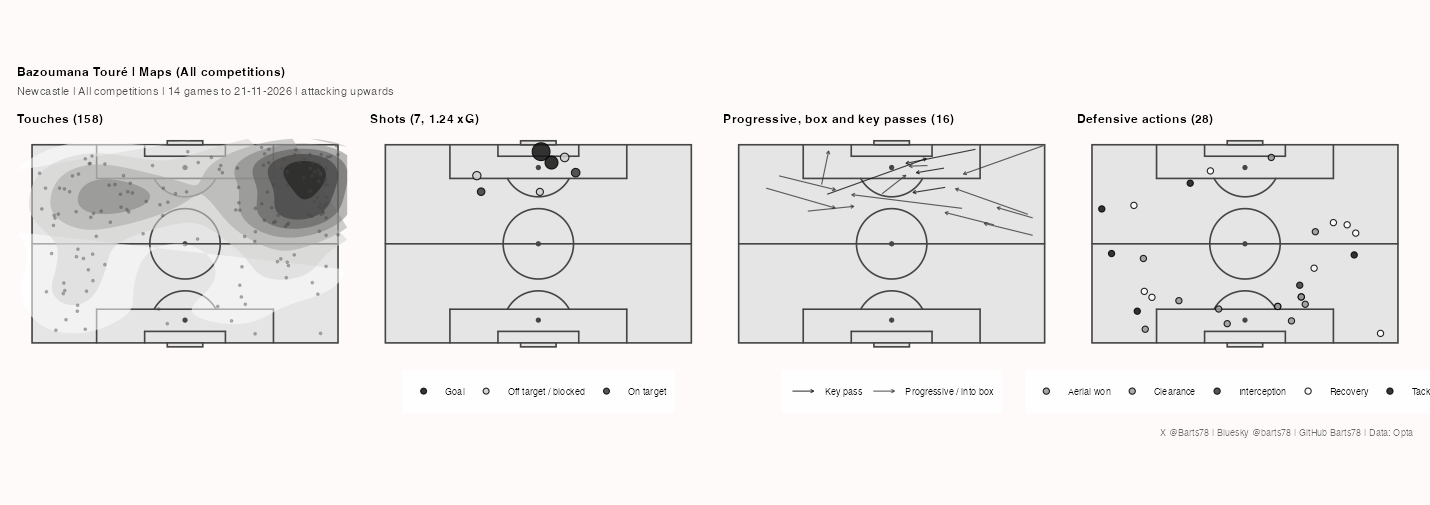 Bazoumana Touré | Maps (All competitions)
Newcastle | All competitions | 14 games to 21-11-2026 | attacking upwards
Touches (158)
Shots (7, 1.24 xG)
Progressive, box and key passes (16)
Defensive actions (28)
Goal
Off target / blocked
On target
Key pass
Progressive / Into box
Aerial won
Clearance
Interception
Recovery
Tack
X @Barts78 | Bluesky @barts78 | GitHub Barts78 | Data: Opta